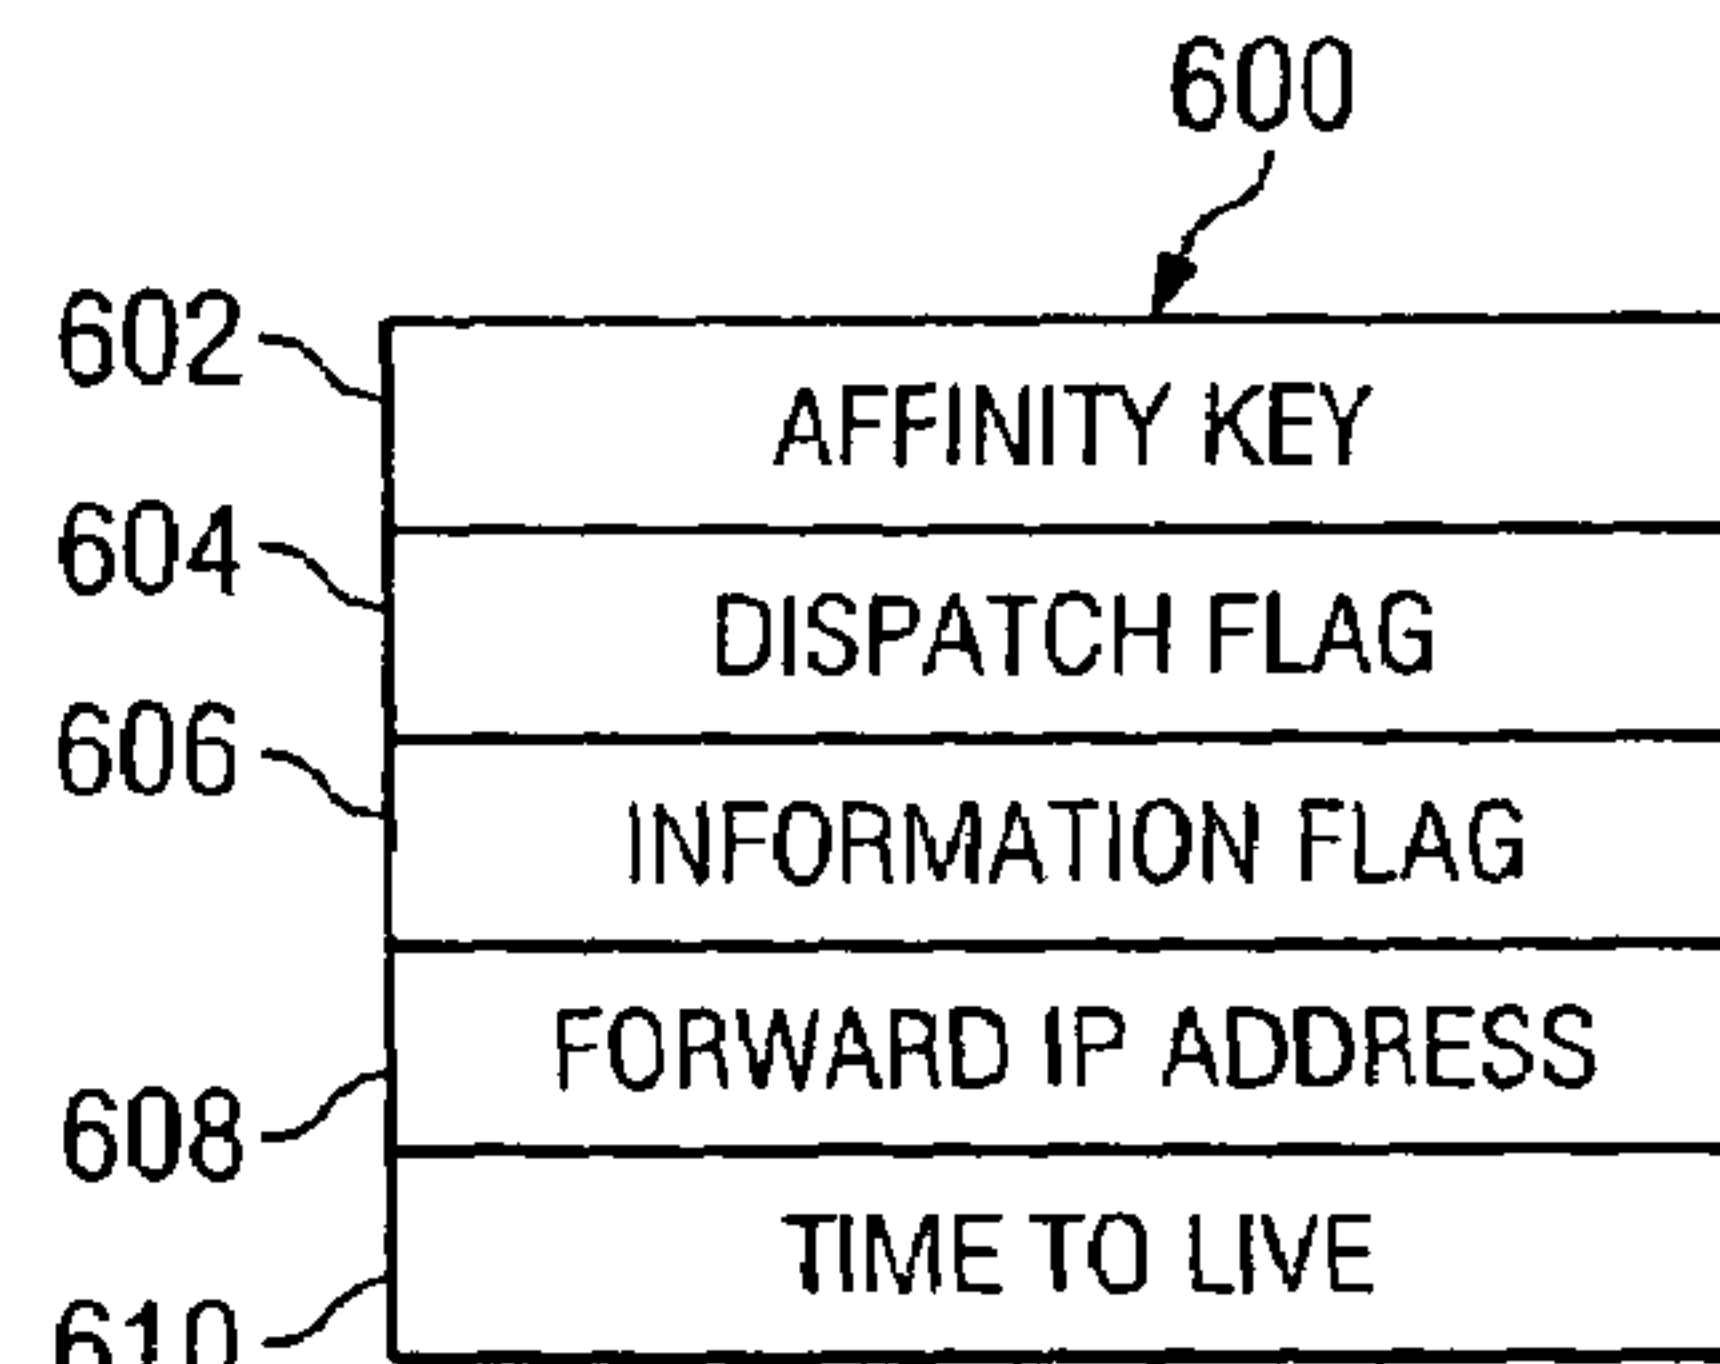 600
602
AFFINITY KEY
604
DISPATCH FLAG
606
INFORMATION FLAG
FORWARD IP ADDRESS
608
TIME TO LIVE
610